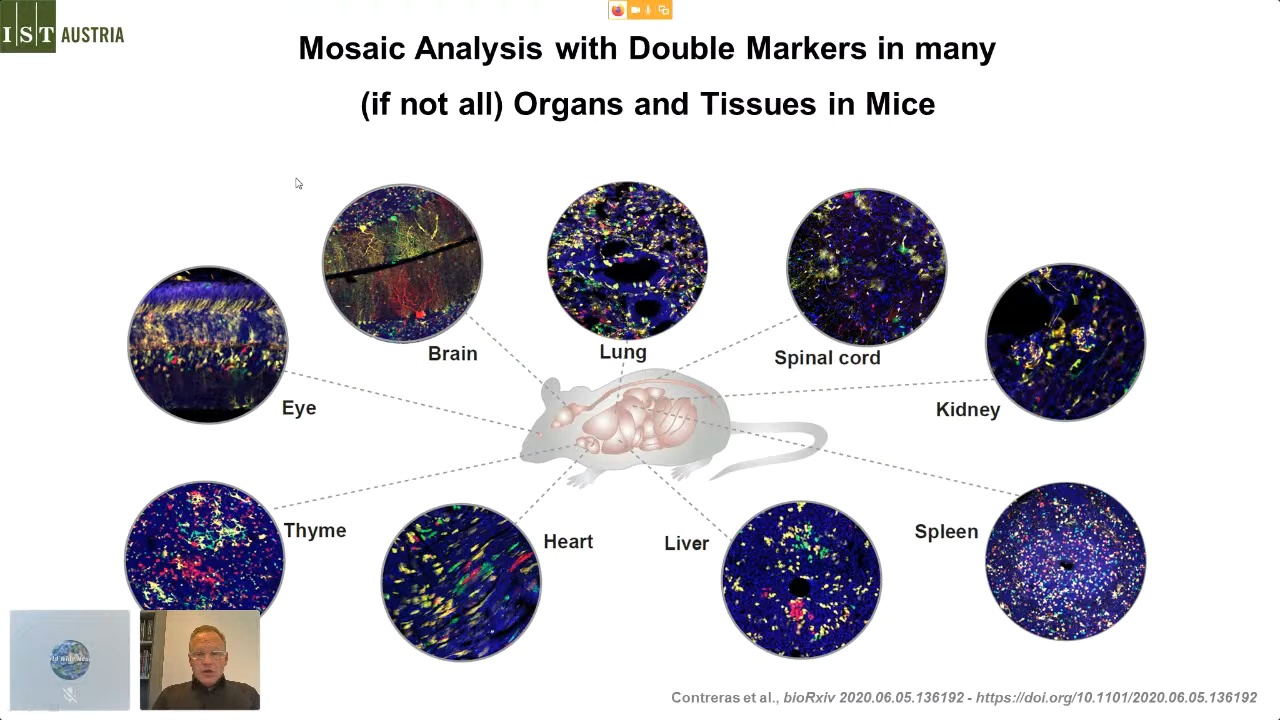 IST AUSTRIA
Mosaic Analysis with Double Markers in many
(if not all) Organs and Tissues in Mice
Brain
Lung
Spinal cord
Eye
Kidney
Thyme
Heart
Liver
Spleen
Contreras et al., bioRxiv 2020.06.05.136192 - https://doi.org/10.1101/2020.06.05.136192